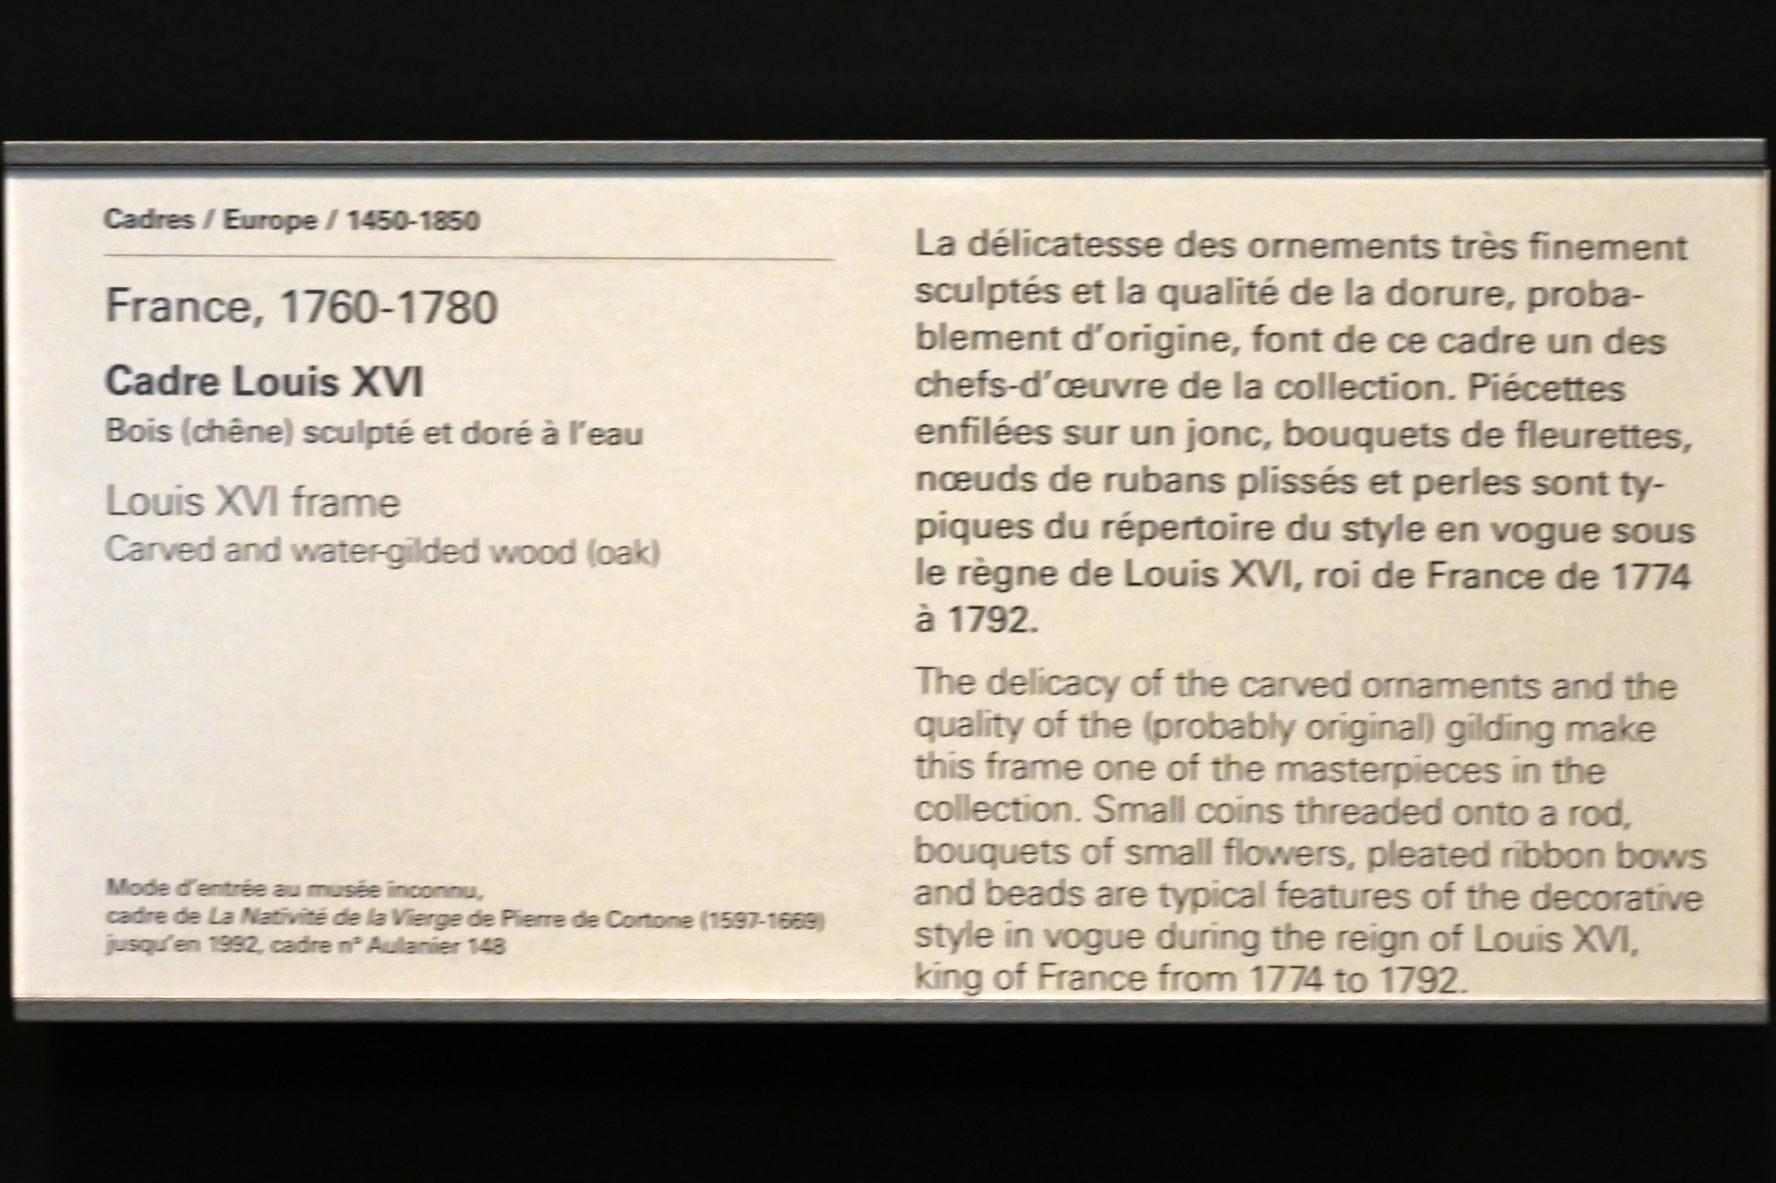 Cadres / Europe / 1450-1850
France, 1760-1780
Cadre Louis XVI
Bois (chêne) sculpté et doré à l'eau
Louis XVI frame
Carved and water-gilded wood (oak)
Mode d'entrée au musée inconnu,
cadre de La Nativité de la Vierge de Pierre de Cortone (1597-1669)
jusqu'en 1992, cadre n° Aulanier 148
La délicatesse des ornements très finement
sculptés et la qualité de la dorure, proba-
blement d'origine, font de ce cadre un des
chefs-d'œuvre de la collection. Piécettes
enfilées sur un jonc, bouquets de fleurettes,
nœuds de rubans plissés et perles sont ty-
piques du répertoire du style en vogue sous
le règne de Louis XVI, roi de France de 1774
à 1792.
The delicacy of the carved ornaments and the
quality of the (probably original) gilding make
this frame one of the masterpieces in the
collection. Small coins threaded onto a rod,
bouquets of small flowers, pleated ribbon bows
and beads are typical features of the decorative
style in vogue during the reign of Louis XVI,
king of France from 1774 to 1792.